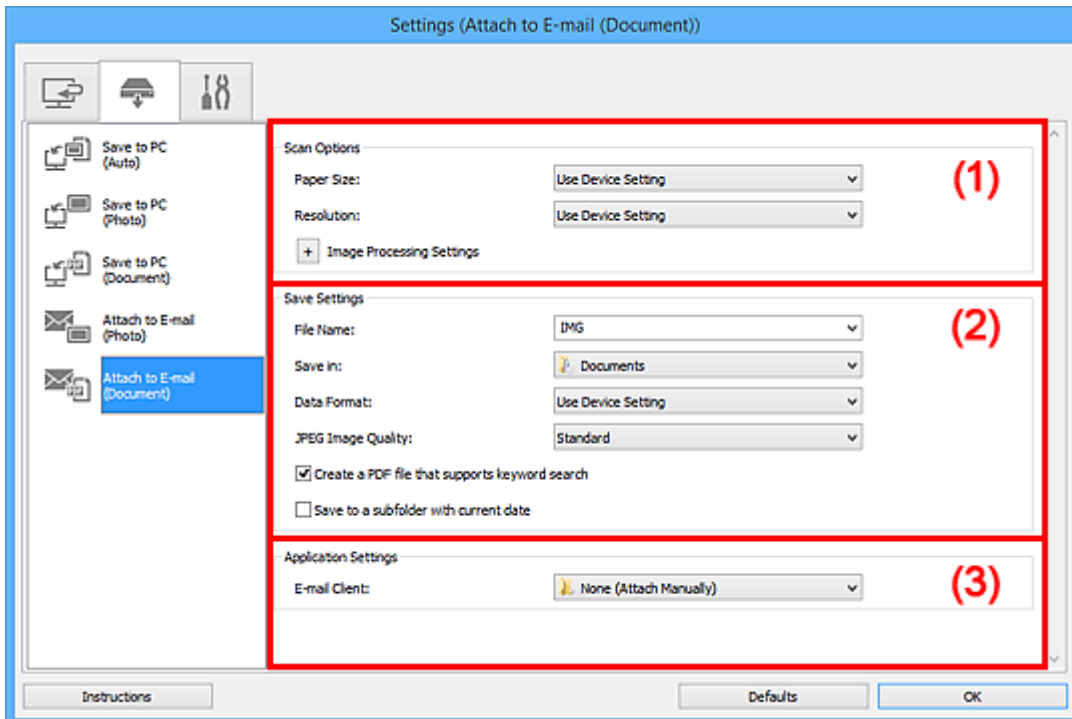 Settings (Attach to E-mail (Document))
Save to PC
(Auto)
Save to PC
(Photo)
Save to PC
(Document)
Attach to E-mail
(Photo)
Attach to E-mail
(Document)
Scan Options
(1)
Paper Size:
Use Device Setting
Resolution:
Use Device Setting
+ Image Processing Settings
Save Settings
(2)
File Name:
IMG
Save in:
Documents
Data Format:
Use Device Setting
JPEG Image Quality:
Standard
Create a PDF file that supports keyword search
Save to a subfolder with current date
Application Settings
(3)
E-mail Client:
None (Attach Manually)
Instructions
Defaults
OK